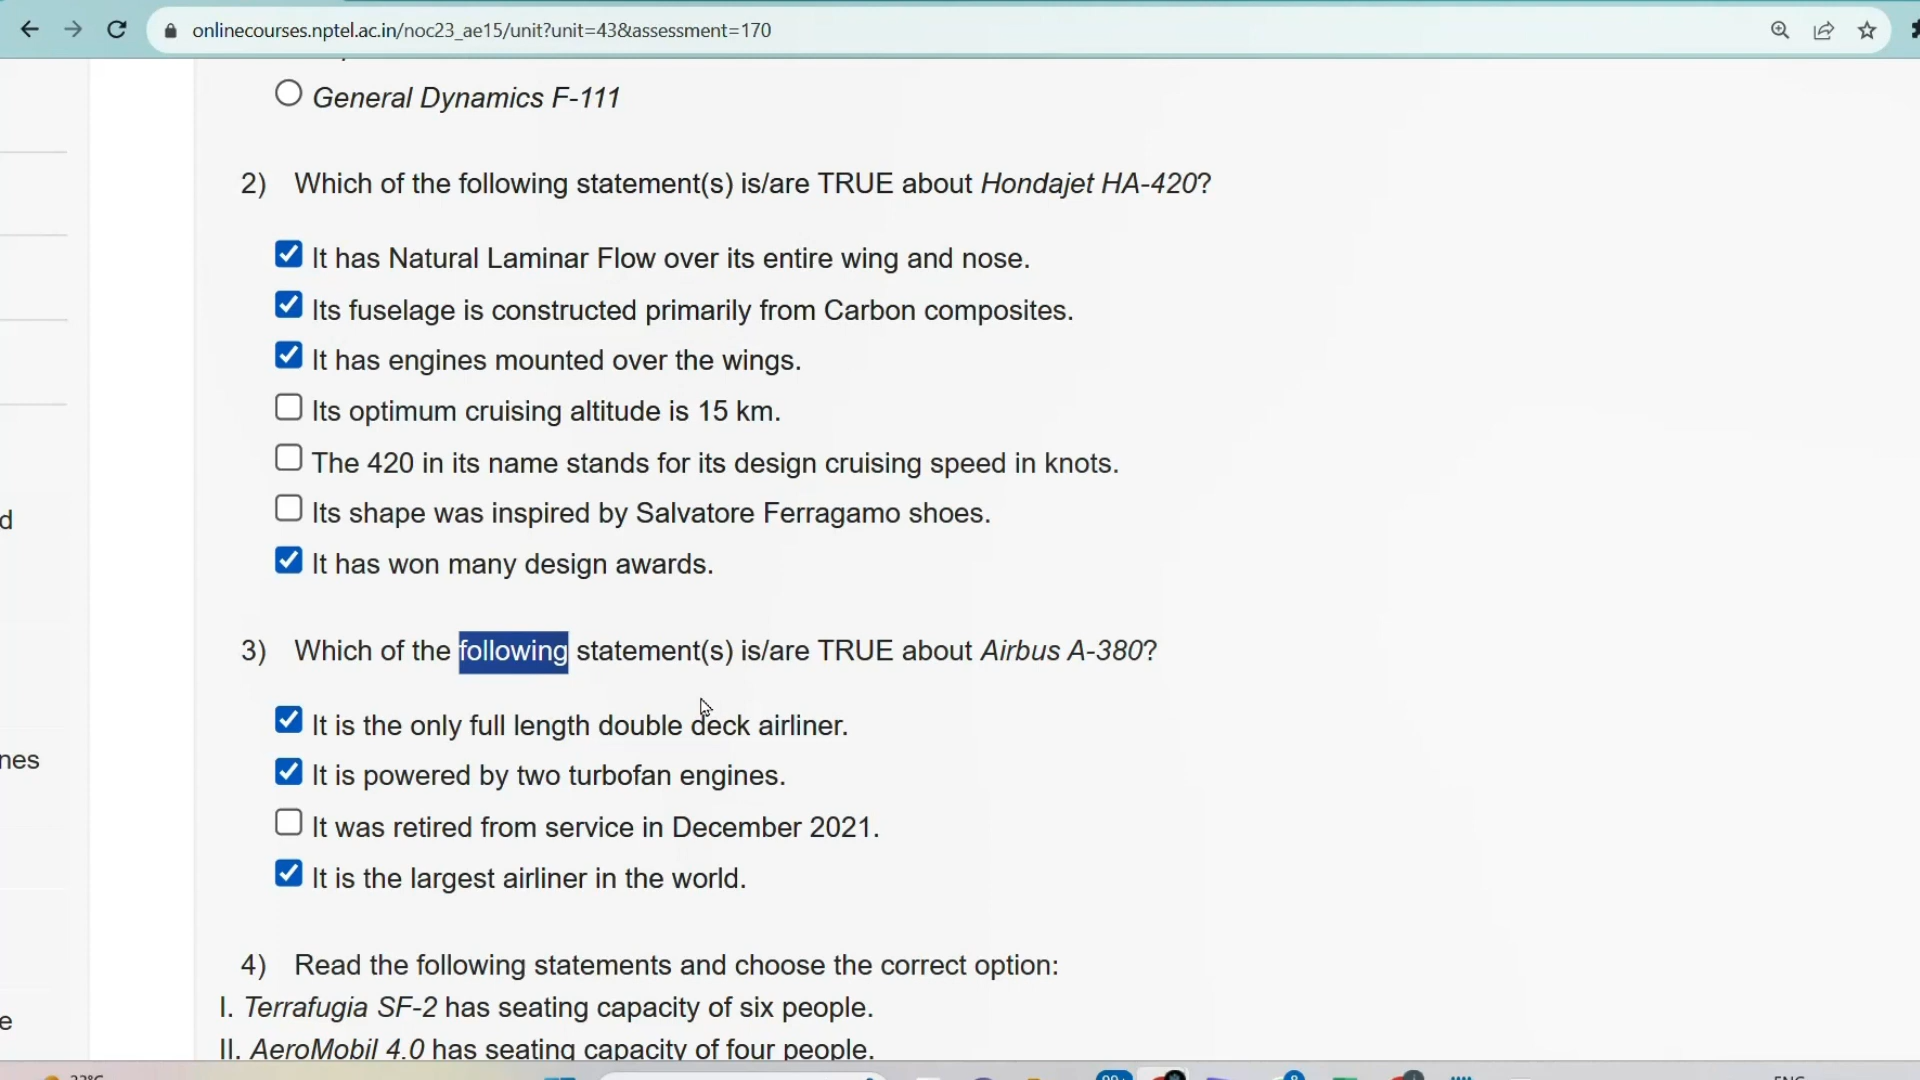 onlinecourses.nptel.ac.in/noc23_ae15/unit?unit=43&assessment=170
General Dynamics F-111
2) Which of the following statement(s) is/are TRUE about Hondajet HA-420?
It has Natural Laminar Flow over its entire wing and nose.
Its fuselage is constructed primarily from Carbon composites.
It has engines mounted over the wings.
Its optimum cruising altitude is 15 km.
The 420 in its name stands for its design cruising speed in knots.
Its shape was inspired by Salvatore Ferragamo shoes.
d
It has won many design awards.
3) Which of the following statement(s) is/are TRUE about Airbus A-380?
It is the only full length double deck airliner.
nes
It is powered by two turbofan engines.
It was retired from service in December 2021.
It is the largest airliner in the world.
4) Read the following statements and choose the correct option:
I. Terrafugia SF-2 has seating capacity of six people.
e
II. AeroMobil 4.0 has seating capacity of four people.